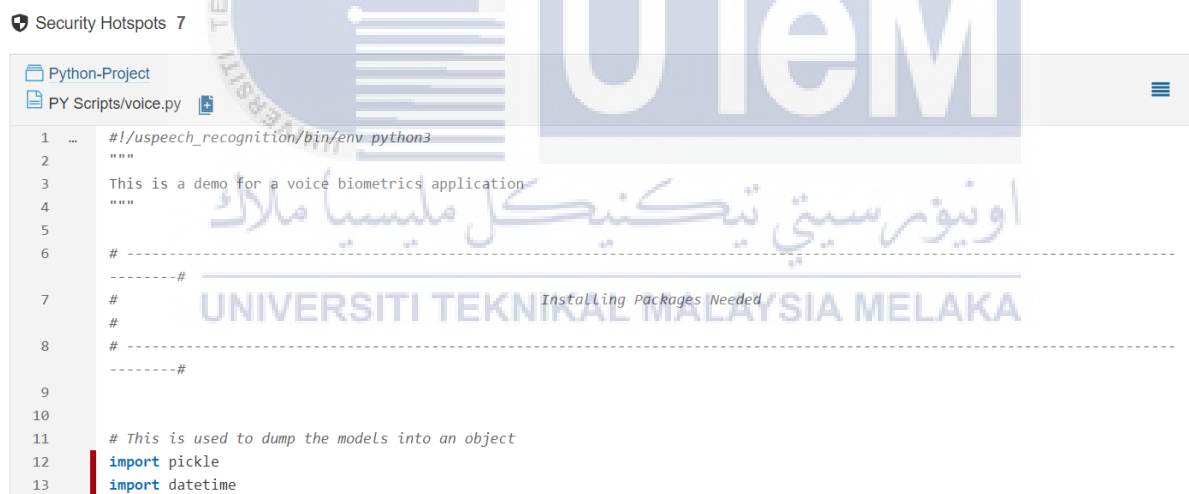 Security Hotspots 7
Python-Project
PY Scripts/voice.py
1 ... #!/uspeech_recognition/bin/env python3
2 """
3 This is a demo for a voice biometrics application
4 """
5
6 # ------------------------------------------------------------------------------------------------------------------
--------#
7 # Installing Packages Needed
#
8 # ------------------------------------------------------------------------------------------------------------------
--------#
9
10
11 # This is used to dump the models into an object
12 import pickle
13 import datetime
UTeM
اونيۏرسيتي تيكنيكل مليسيا ملاك
UNIVERSITI TEKNIKAL MALAYSIA MELAKA